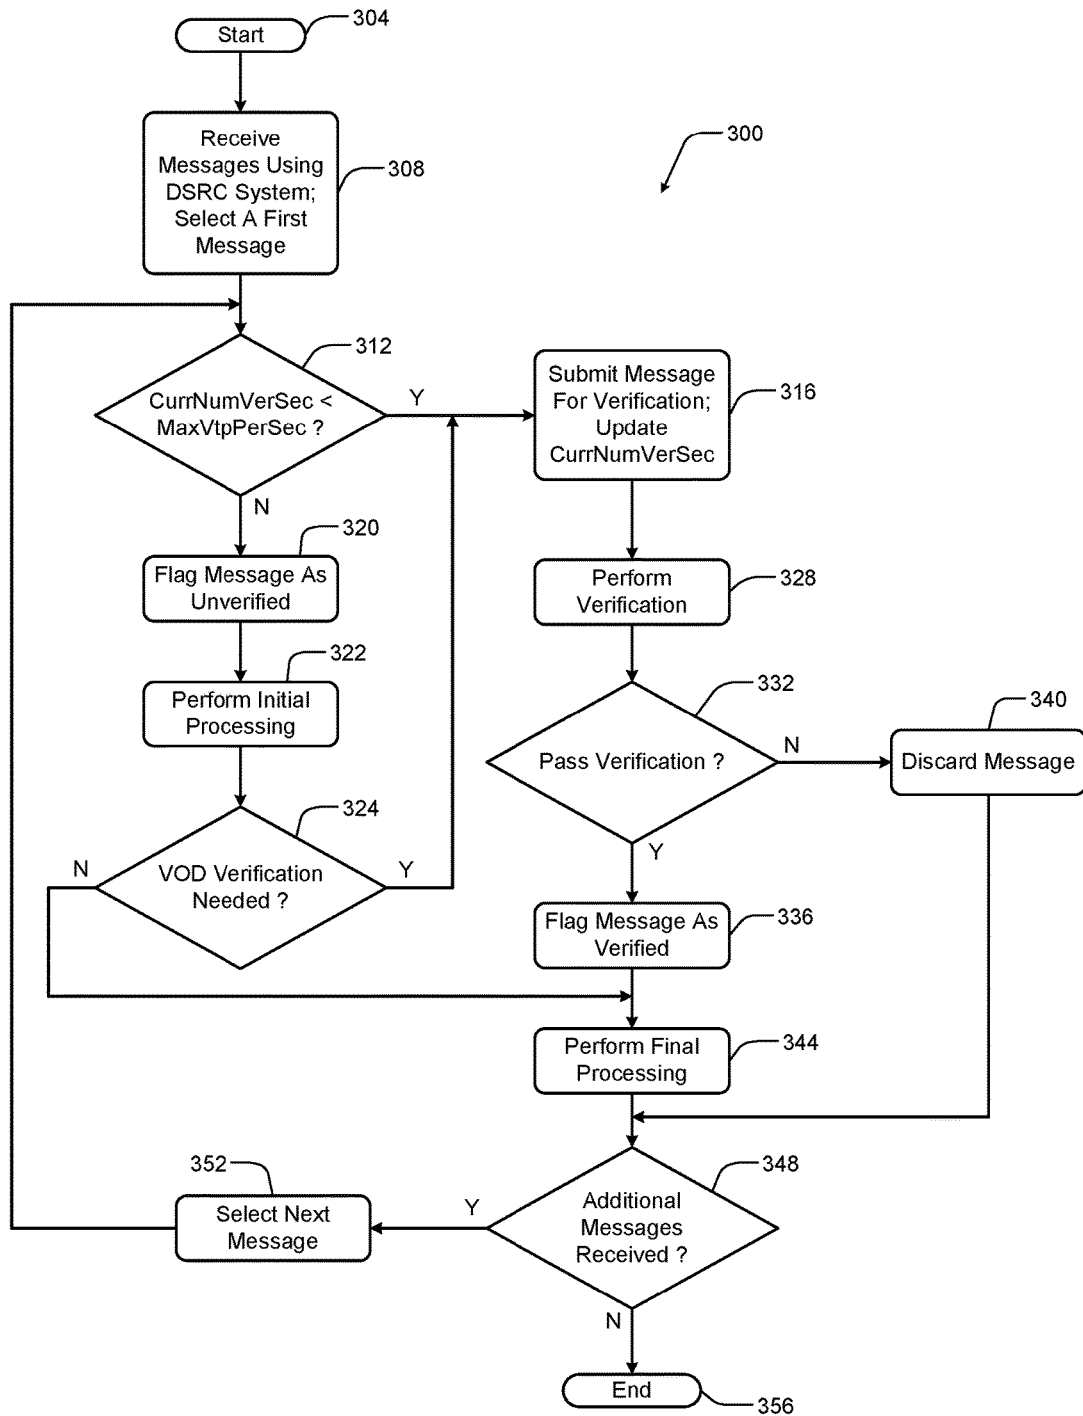 304
Start
300
Receive
Messages Using
DSRC System;
Select A First
Message
308
312
CurrNumVerSec <
MaxVtpPerSec ?
Y
N
Submit Message
For Verification;
Update
CurrNumVerSec
316
320
Flag Message As
Unverified
Perform
Verification
328
322
Perform Initial
Processing
332
Pass Verification ?
N
Y
340
Discard Message
324
VOD Verification
Needed ?
N
Y
Flag Message As
Verified
336
Perform Final
Processing
344
348
Additional
Messages
Received ?
Y
N
352
Select Next
Message
End
356